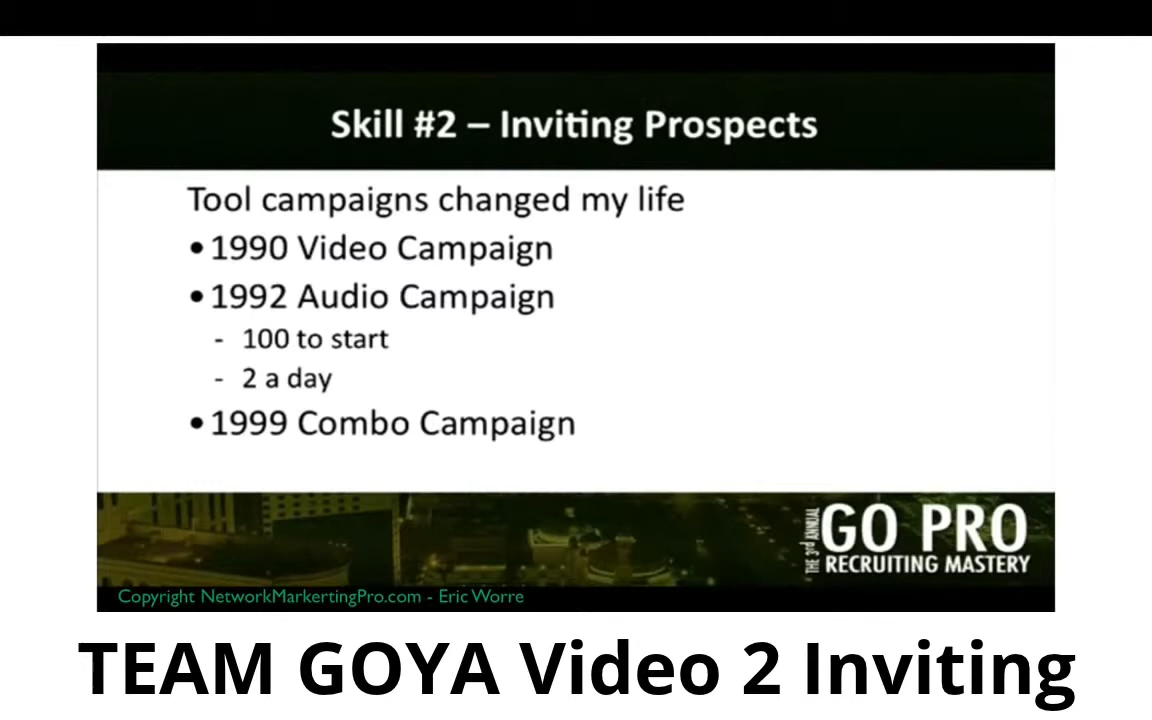 Skill #2 – Inviting Prospects
Tool campaigns changed my life
• 1990 Video Campaign
• 1992 Audio Campaign
- 100 to start
- 2 a day
• 1999 Combo Campaign
THE 3rd ANNUAL
GO PRO
RECRUITING MASTERY
Copyright NetworkMarkertingPro.com - Eric Worre
TEAM GOYA Video 2 Inviting